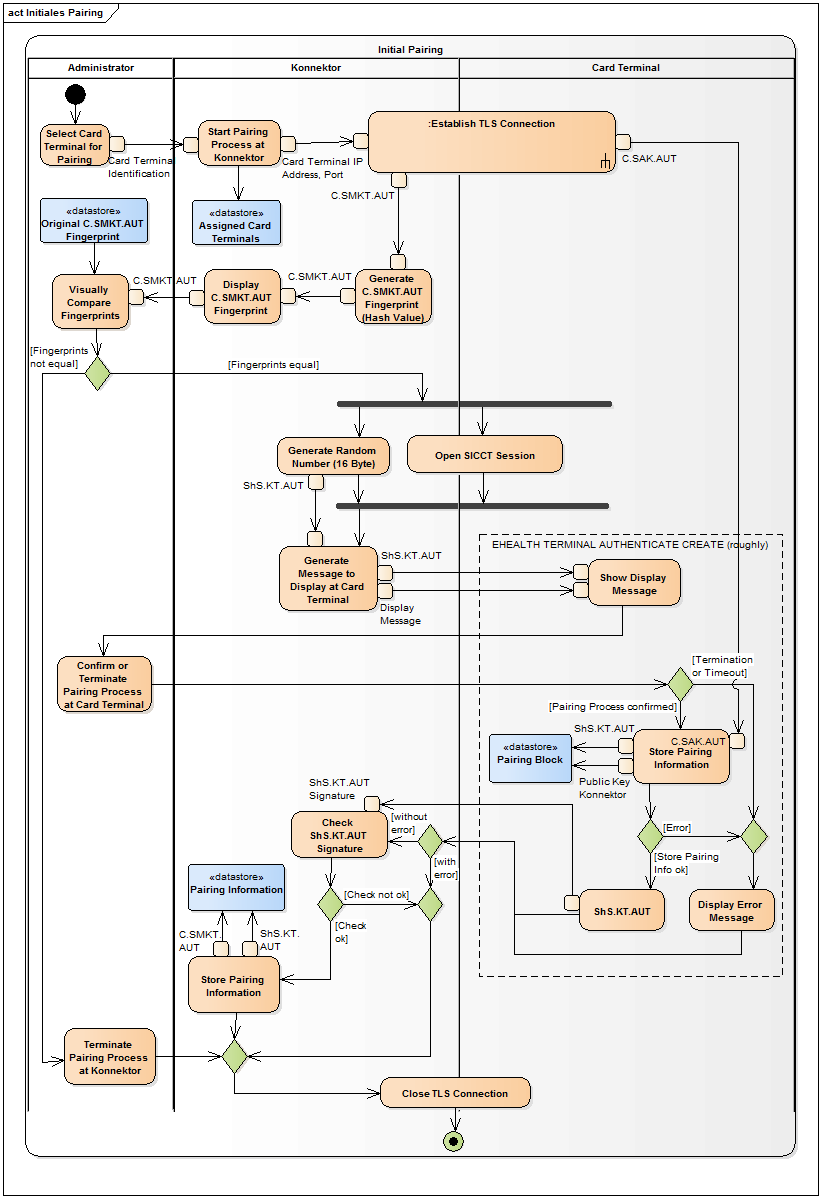 act Initiales Pairing
Initial Pairing
Administrator
Konnektor
Card Terminal
Select Card
Terminal for
Pairing
Card Terminal
Identification
Start Pairing
Process at
Konnektor
Card Terminal IP
Address, Port
:Establish TLS Connection
C.SAK.AUT
C.SMKT.AUT
«datastore»
Original C.SMKT.AUT
Fingerprint
«datastore»
Assigned Card
Terminals
Visually
Compare
Fingerprints
C.SMKT.AUT
Display
C.SMKT.AUT
Fingerprint
C.SMKT.AUT
Generate
C.SMKT.AUT
Fingerprint
(Hash Value)
[Fingerprints
not equal]
[Fingerprints equal]
Generate Random
Number (16 Byte)
Open SICCT Session
ShS.KT.AUT
EHEALTH TERMINAL AUTHENTICATE CREATE (roughly)
Generate
Message to
Display at Card
Terminal
ShS.KT.AUT
Display
Message
Show Display
Message
Confirm or
Terminate
Pairing Process
at Card Terminal
[Termination
or Timeout]
[Pairing Process confirmed]
«datastore»
Pairing Block
ShS.KT.AUT
Public Key
Konnektor
C.SAK.AUT
Store Pairing
Information
ShS.KT.AUT
Signature
Check
ShS.KT.AUT
Signature
[without
error]
[with
error]
[Error]
[Store Pairing
Info ok]
«datastore»
Pairing Information
[Check not ok]
[Check
ok]
ShS.KT.AUT
Display Error
Message
C.SMKT.
AUT
ShS.KT.
AUT
Store Pairing
Information
Terminate
Pairing Process
at Konnektor
Close TLS Connection